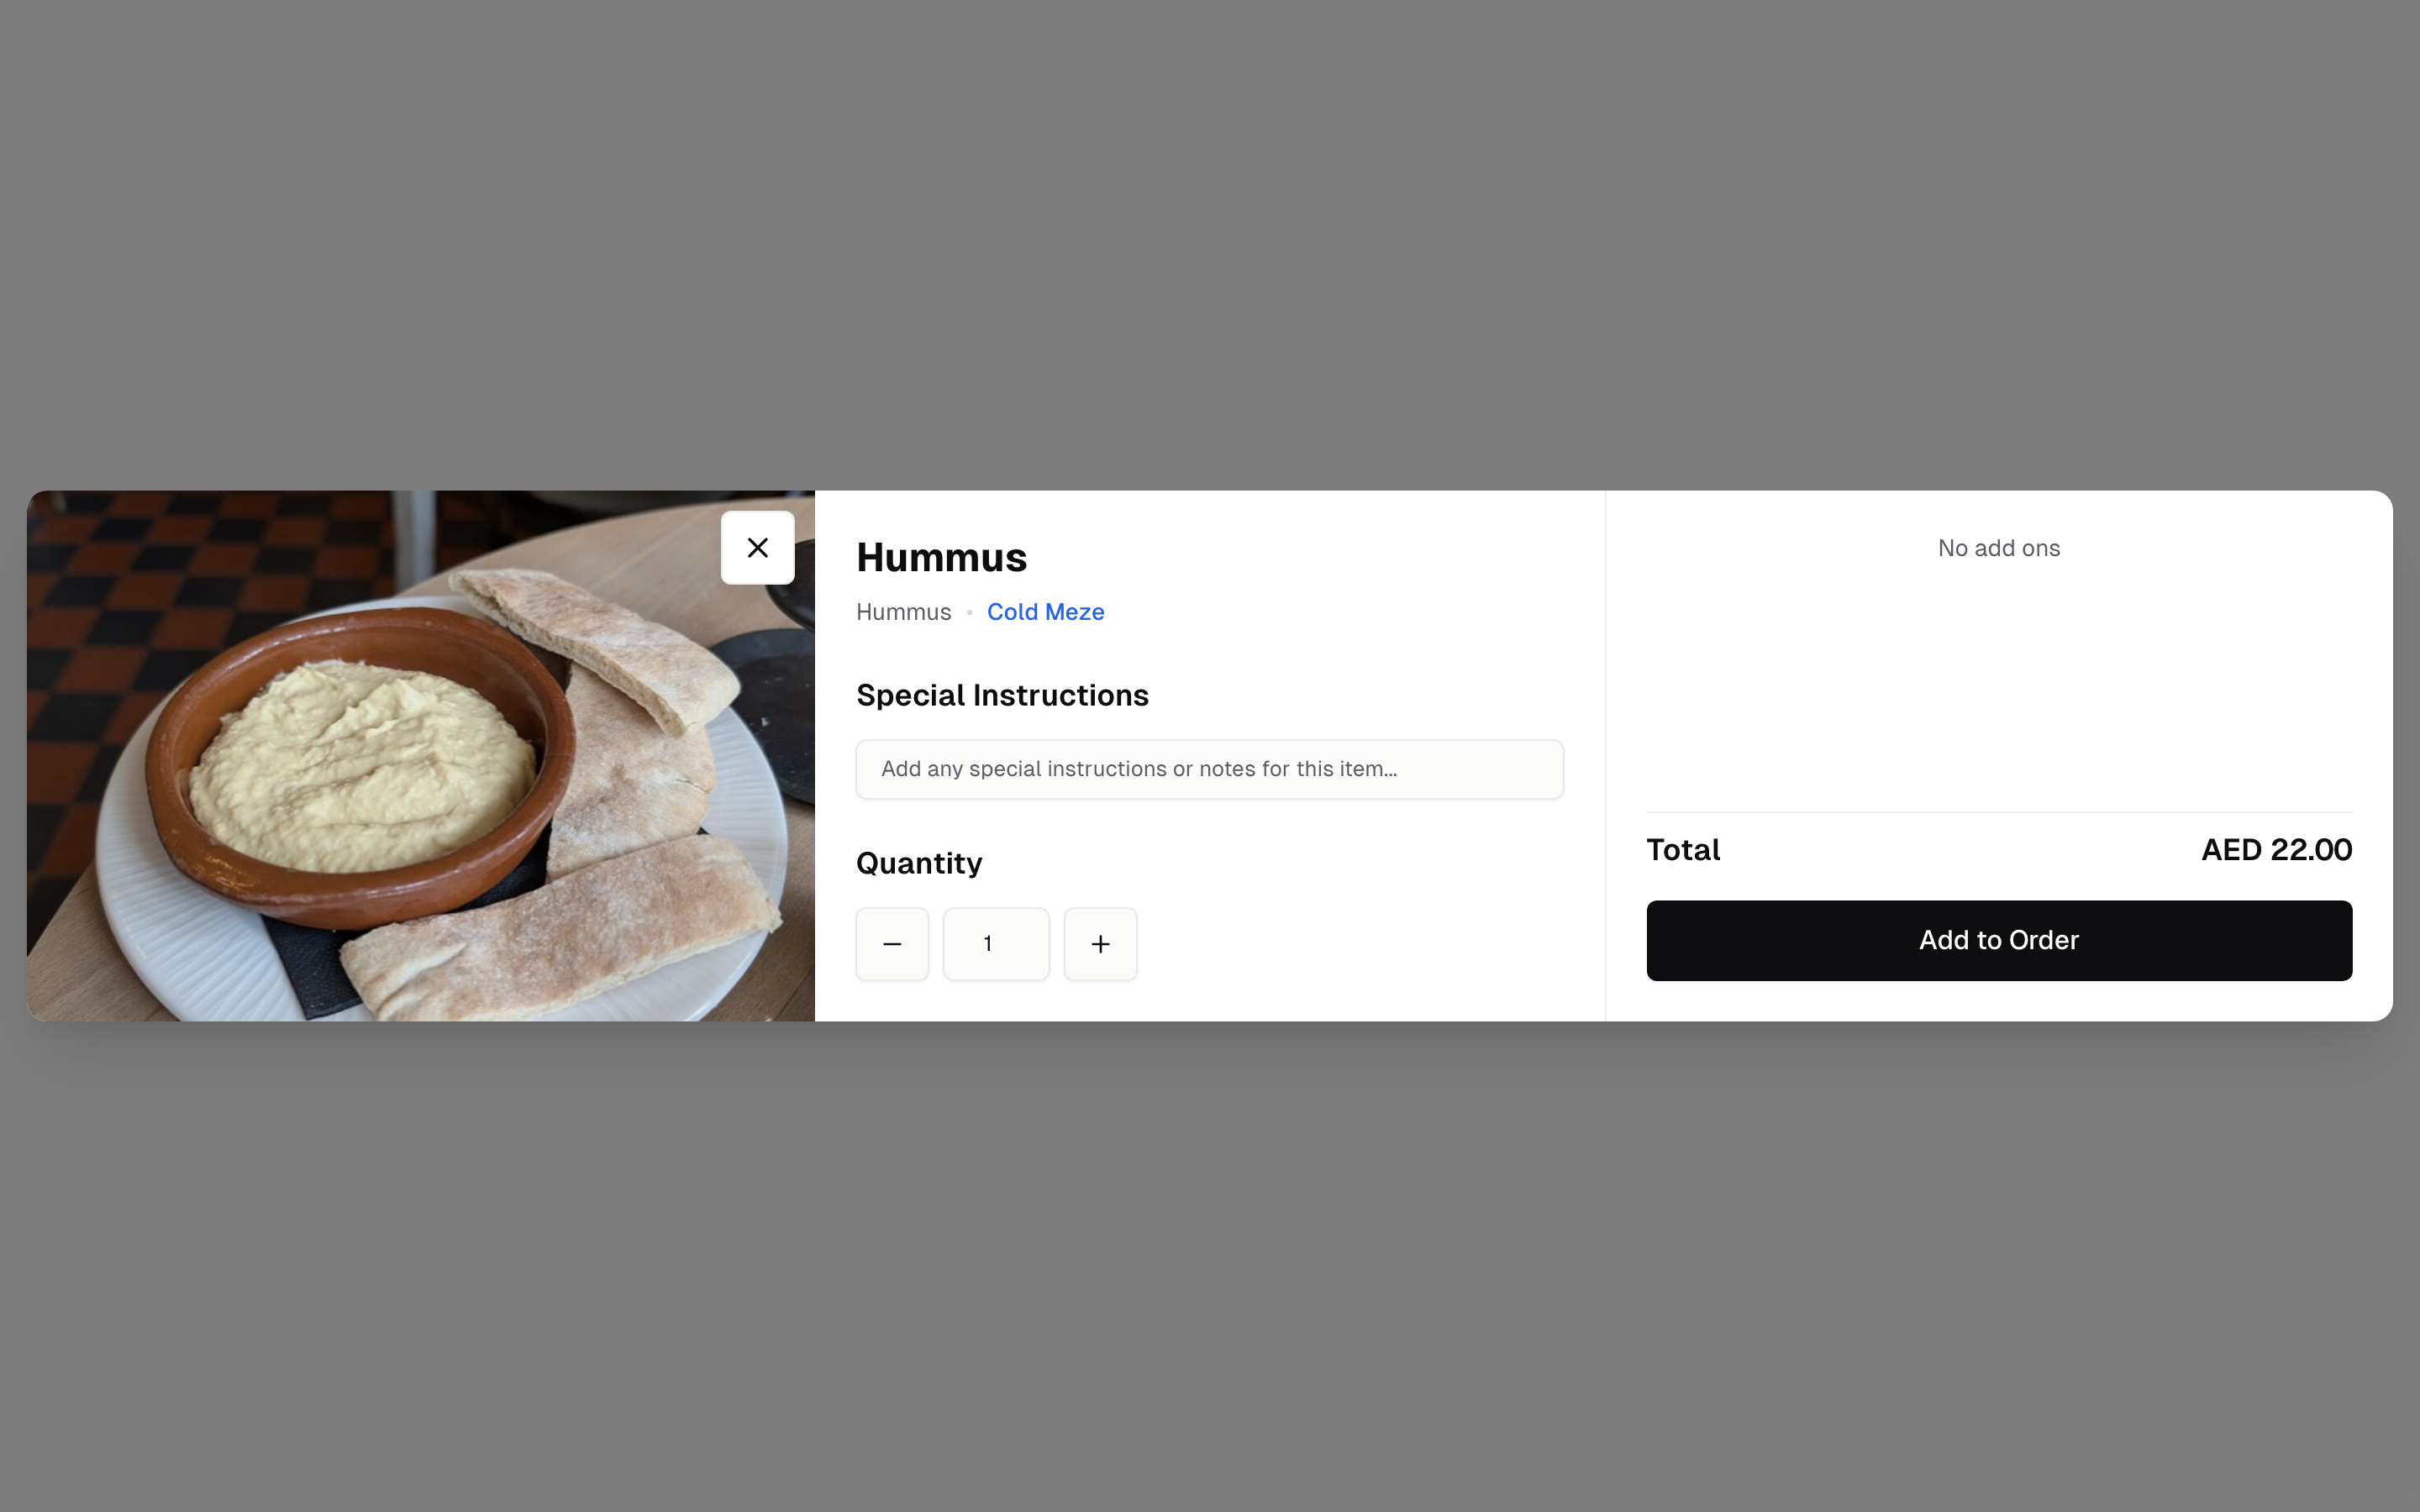 Hummus
Hummus • Cold Meze
Special Instructions
Add any special instructions or notes for this item...
Quantity
1
No add ons
Total AED 22.00
Add to Order